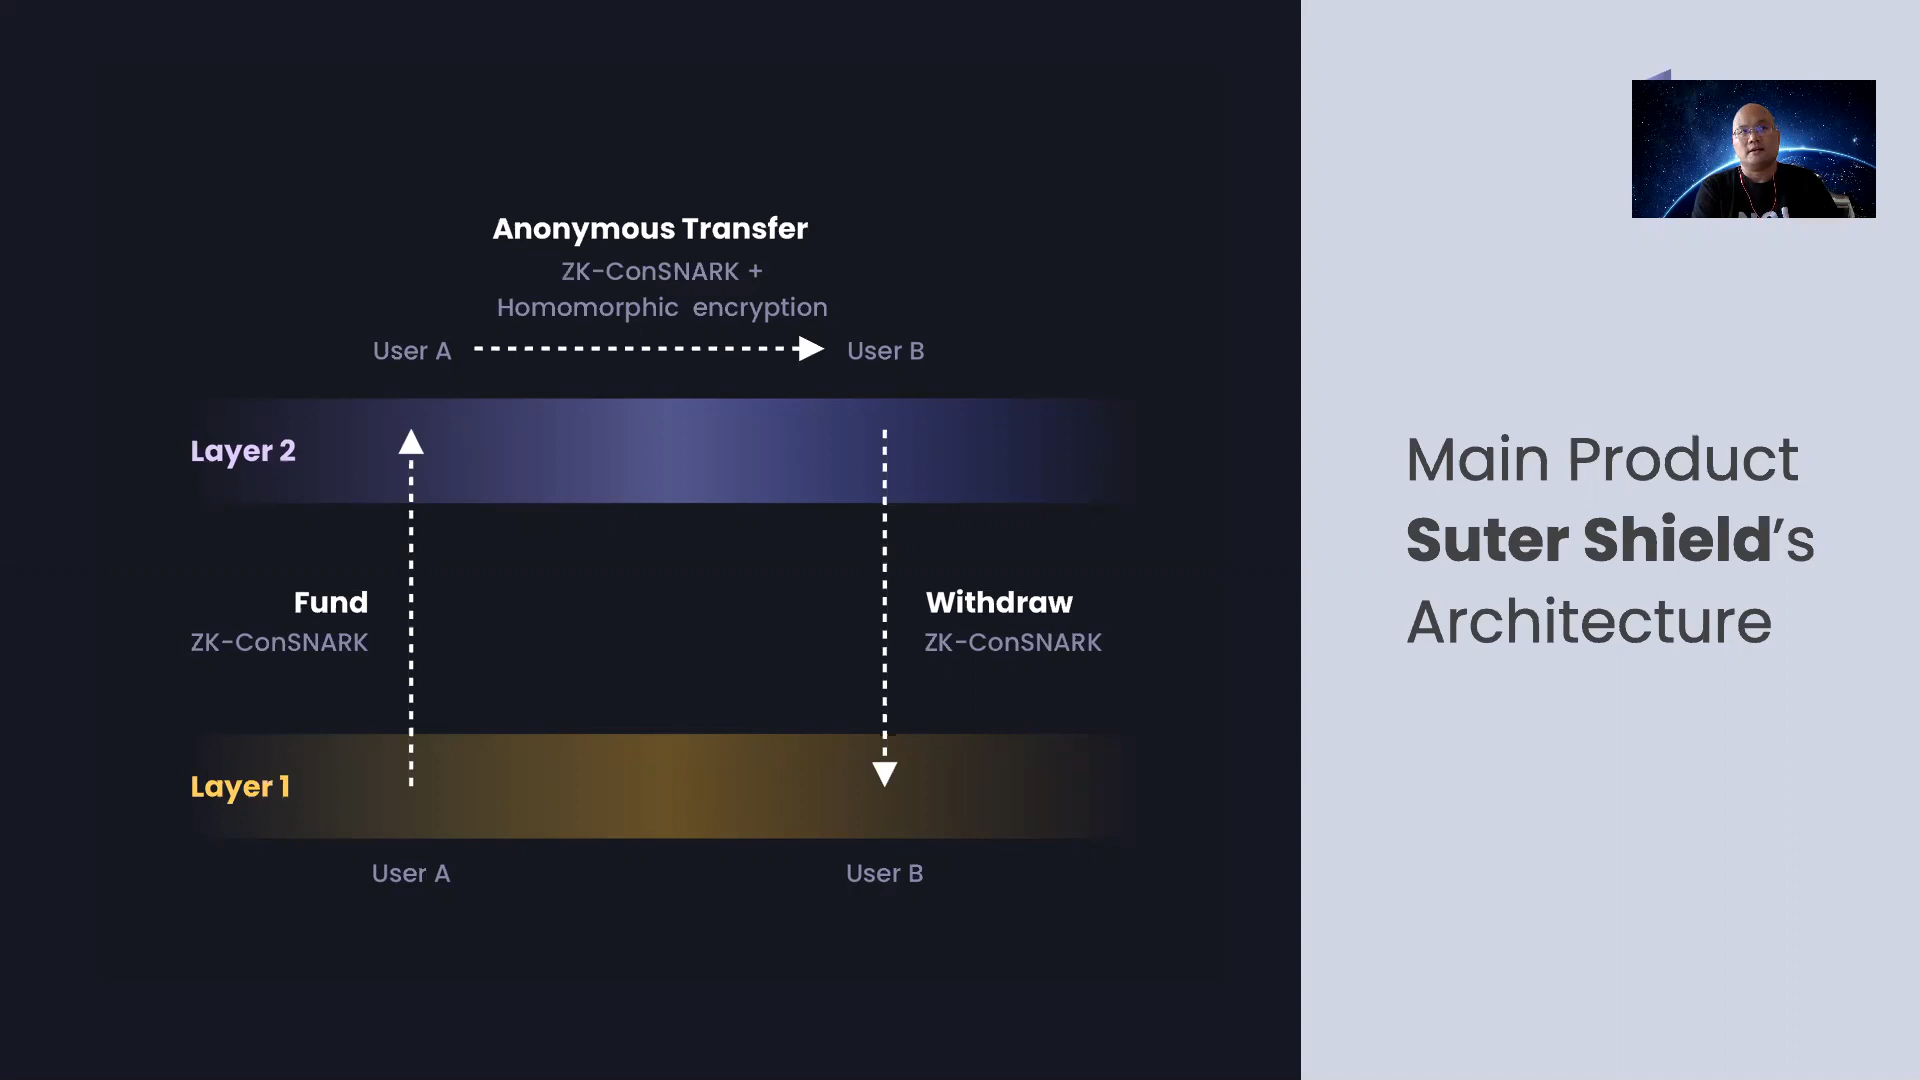 Anonymous Transfer
ZK-ConSNARK +
Homomorphic encryption
User A
User B
Layer 2
Fund
ZK-ConSNARK
Withdraw
ZK-ConSNARK
Layer 1
User A
User B
Main Product
Suter Shield’s
Architecture